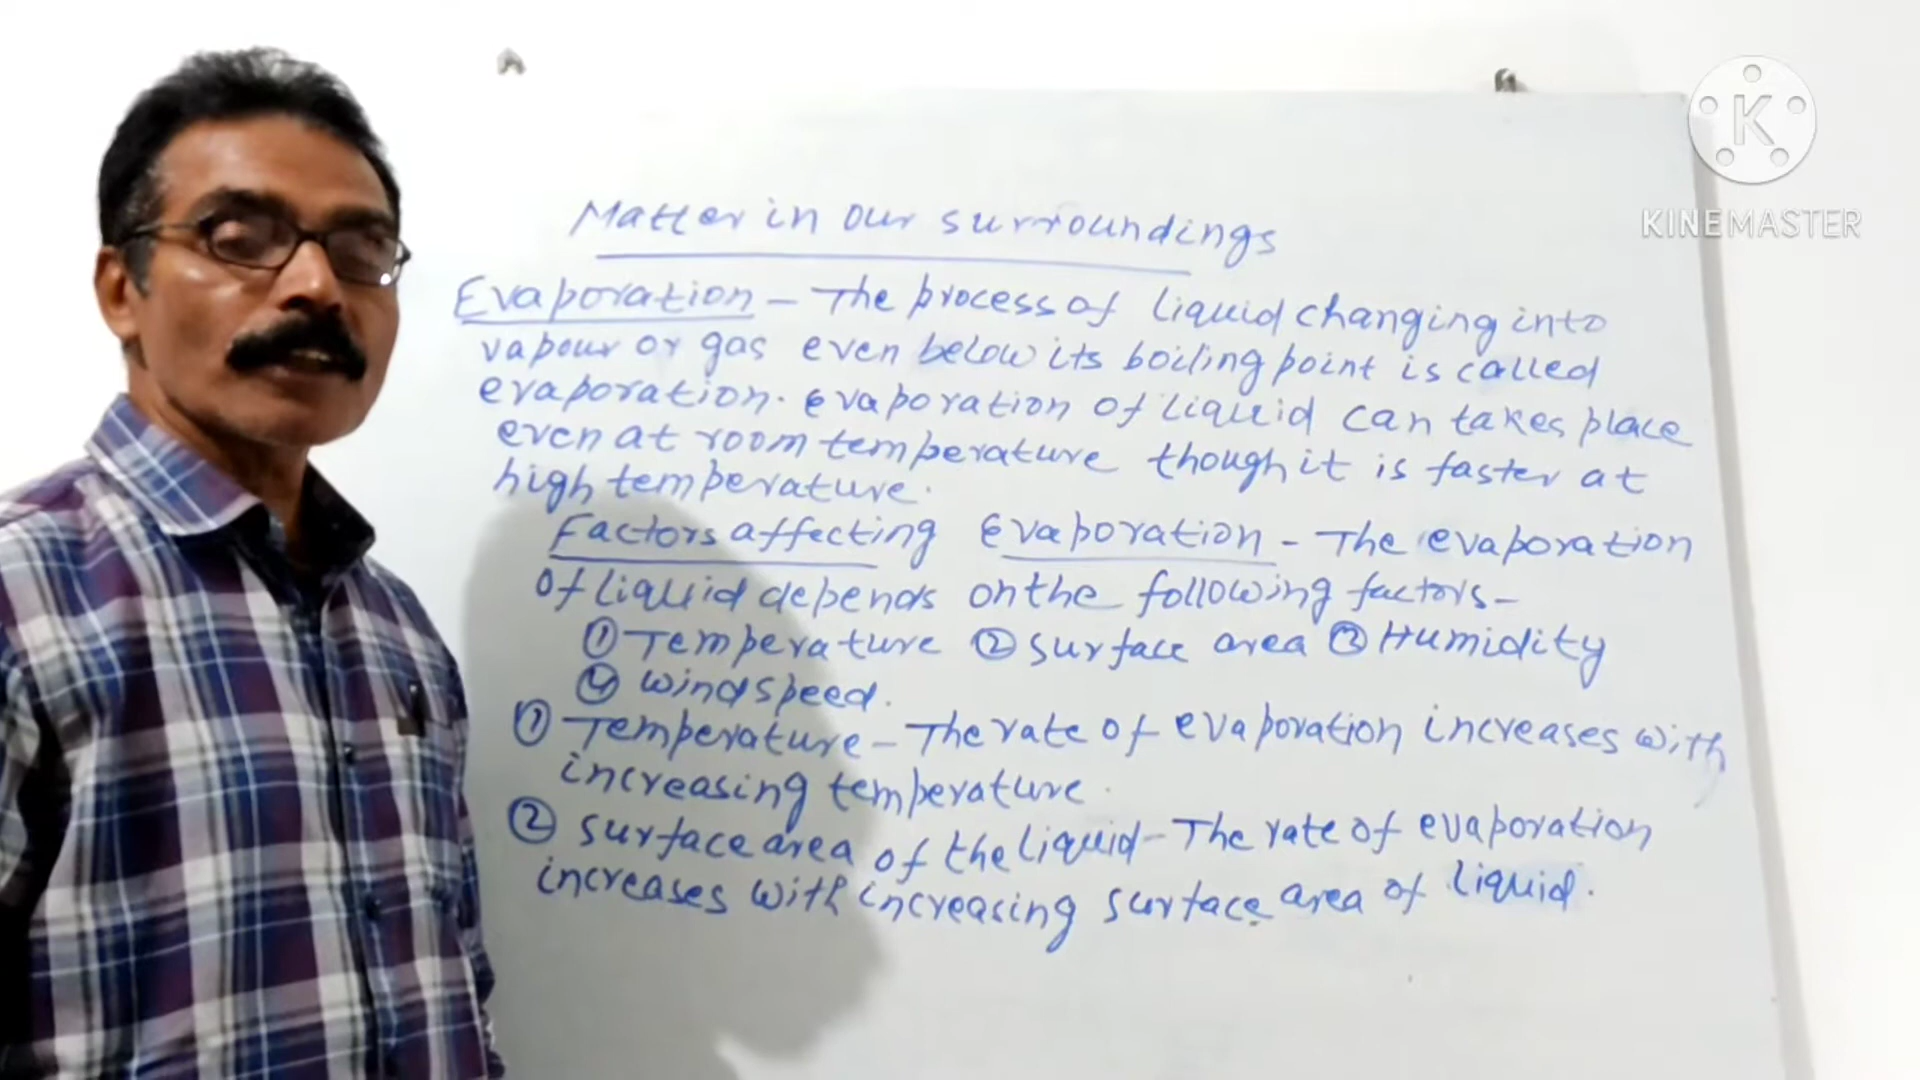 Matter in our surroundings
Evaporation - The process of liquid changing into
vapour or gas even below its boiling point is called
evaporation. Evaporation of liquid can takes place
even at room temperature though it is faster at
high temperature.
Factors affecting Evaporation - The evaporation
of liquid depends on the following factors-
① Temperature ② Surface area ③ Humidity
④ wind speed.
① Temperature - The rate of evaporation increases with
increasing temperature.
② Surface area of the liquid - The rate of evaporation
increases with increasing surface area of liquid.
K
KINEMASTER